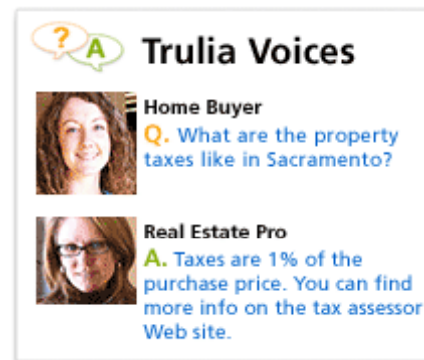 ? A Trulia Voices
Home Buyer
Q. What are the property
taxes like in Sacramento?
Real Estate Pro
A. Taxes are 1% of the
purchase price. You can find
more info on the tax assessor
Web site.